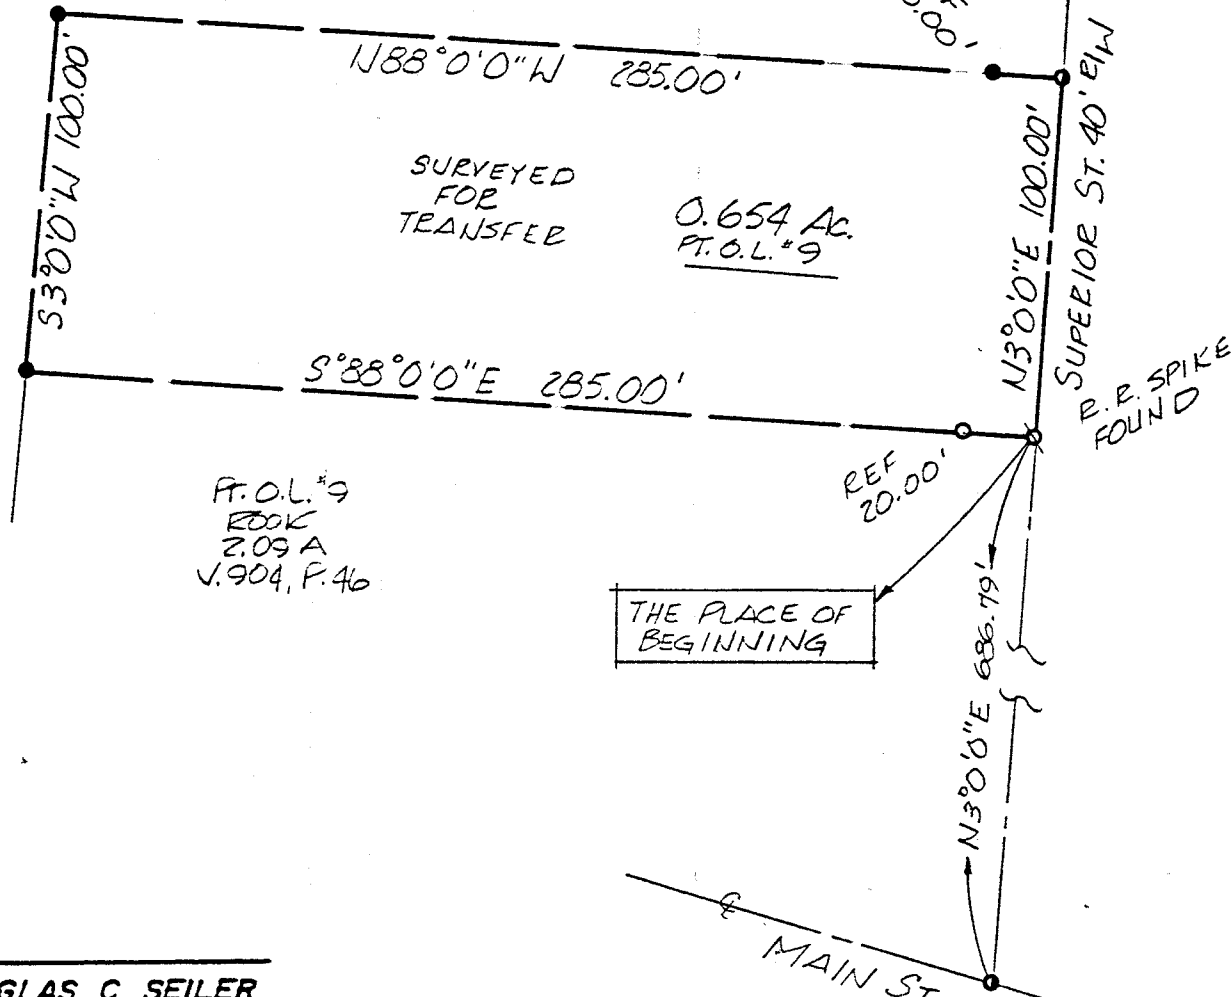 N88°0'0"W 285.00'
S3°0'0"W 100.00'
SURVEYED
FOR
TRANSFER
0.654 AC.
PT. O.L. #9
N3°0'0"E 100.00'
SUPERIOR ST. 40' R/W
S°88°0'0"E 285.00'
R.R. SPIKE
FOUND
REF
20.00'
PT. O.L. #9
ROOK
2.09 A
V.904, P.46
THE PLACE OF
BEGINNING
N3°0'0"E 686.79'
℄
MAIN ST.
GLAS C SEILER